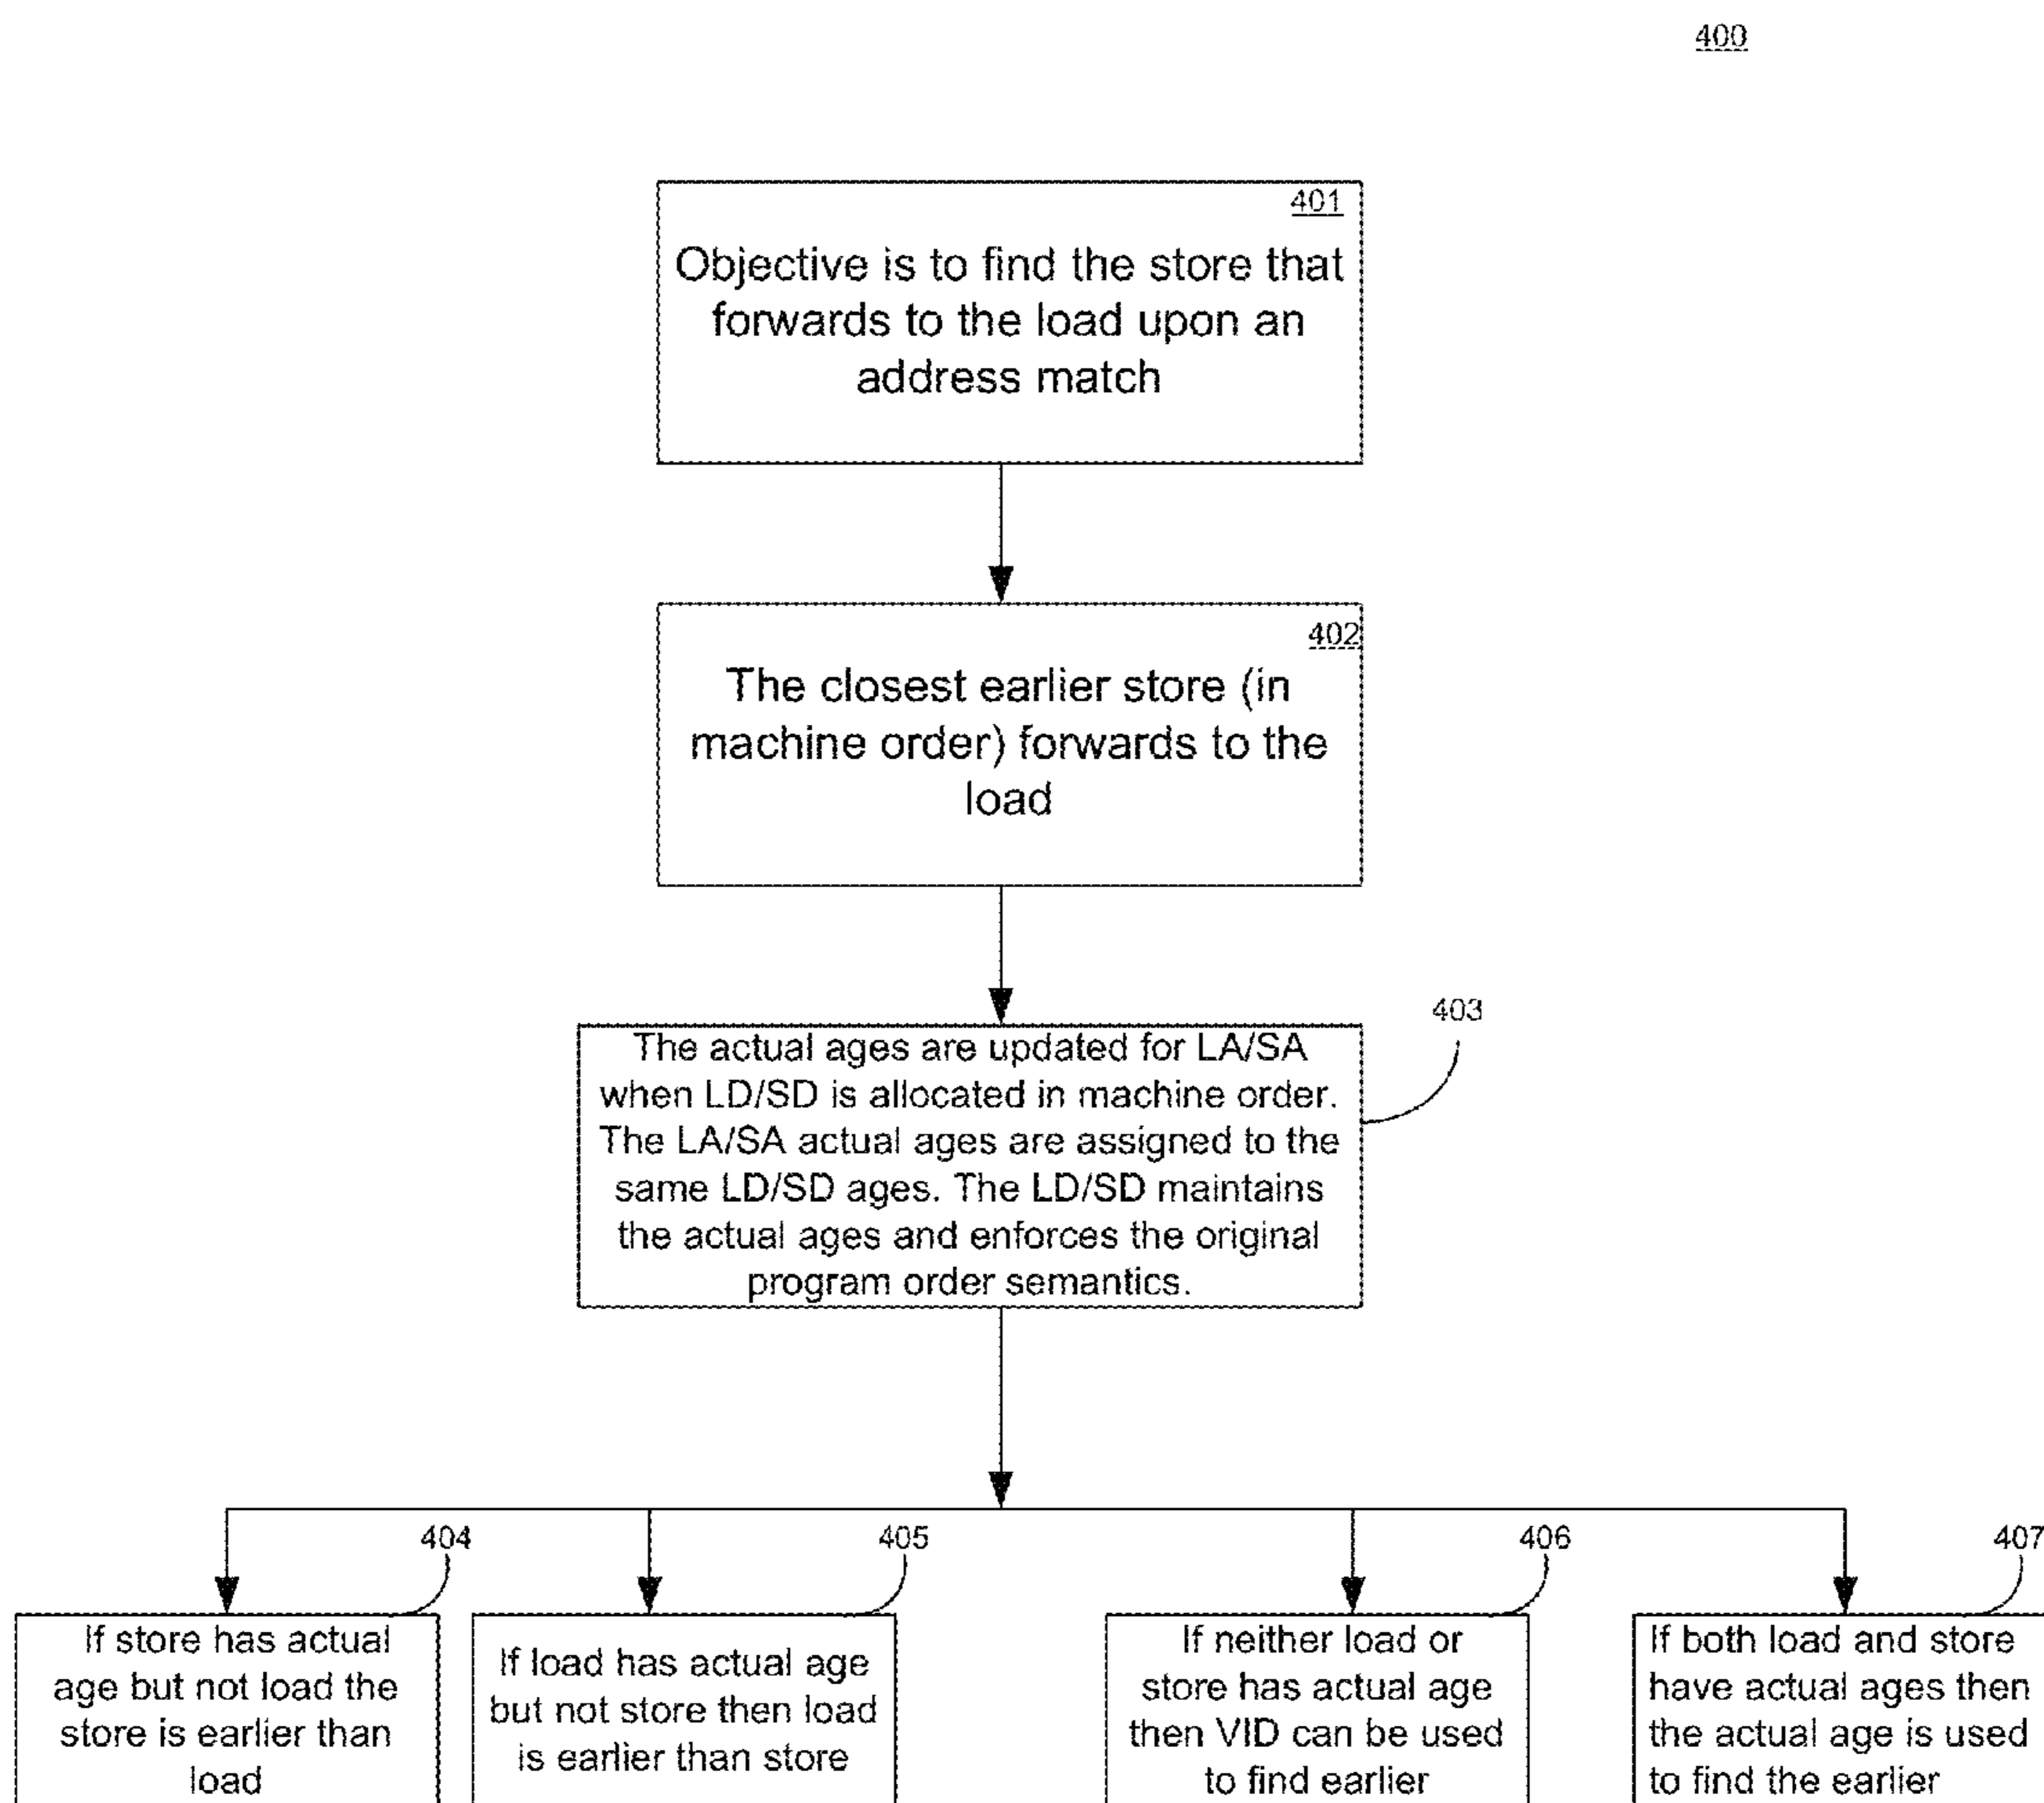 400
401
Objective is to find the store that
forwards to the load upon an
address match
402
The closest earlier store (in
machine order) forwards to the
load
403
The actual ages are updated for LA/SA
when LD/SD is allocated in machine order.
The LA/SA actual ages are assigned to the
same LD/SD ages. The LD/SD maintains
the actual ages and enforces the original
program order semantics.
404
If store has actual
age but not load the
store is earlier than
load
405
If load has actual age
but not store then load
is earlier than store
406
If neither load or
store has actual age
then VID can be used
to find earlier
407
If both load and store
have actual ages then
the actual age is used
to find the earlier